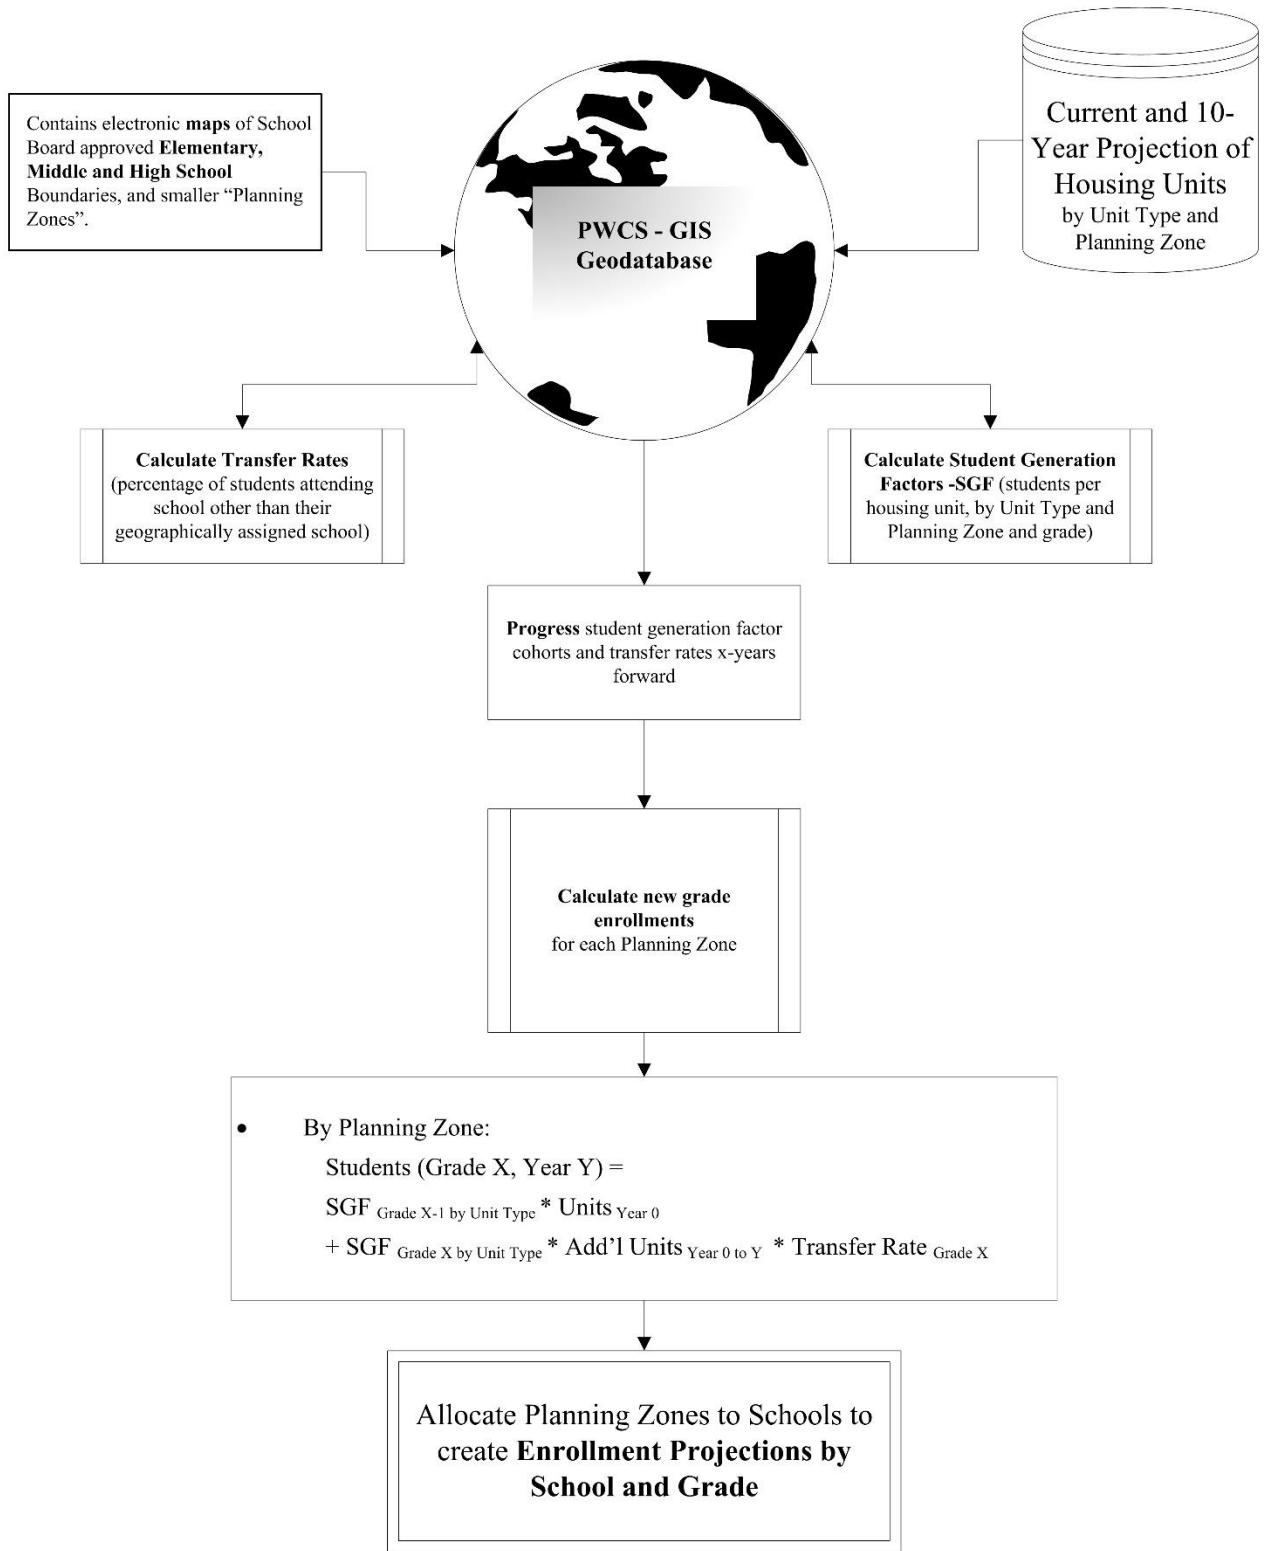 Contains electronic maps of School
Board approved Elementary,
Middle and High School
Boundaries, and smaller “Planning
Zones”.
PWCS - GIS
Geodatabase
Current and 10-
Year Projection of
Housing Units
by Unit Type and
Planning Zone
Calculate Transfer Rates
(percentage of students attending
school other than their
geographically assigned school)
Calculate Student Generation
Factors -SGF (students per
housing unit, by Unit Type and
Planning Zone and grade)
Progress student generation factor
cohorts and transfer rates x-years
forward
Calculate new grade
enrollments
for each Planning Zone
• By Planning Zone:
Students (Grade X, Year Y) =
SGF Grade X-1 by Unit Type * Units Year 0
+ SGF Grade X by Unit Type * Add’l Units Year 0 to Y * Transfer Rate Grade X
Allocate Planning Zones to Schools to
create Enrollment Projections by
School and Grade